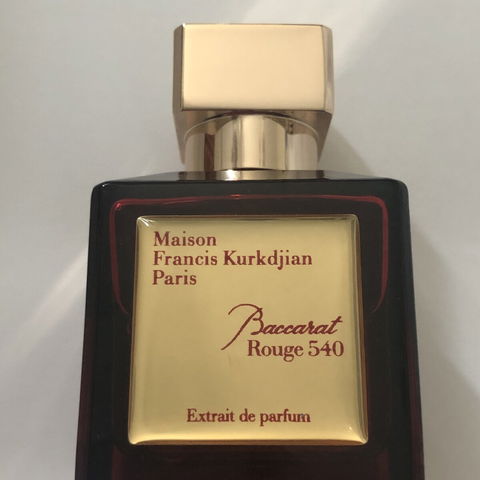 Maison
Francis Kurkdjian
Paris
Baccarat
Rouge 540
Extrait de parfum